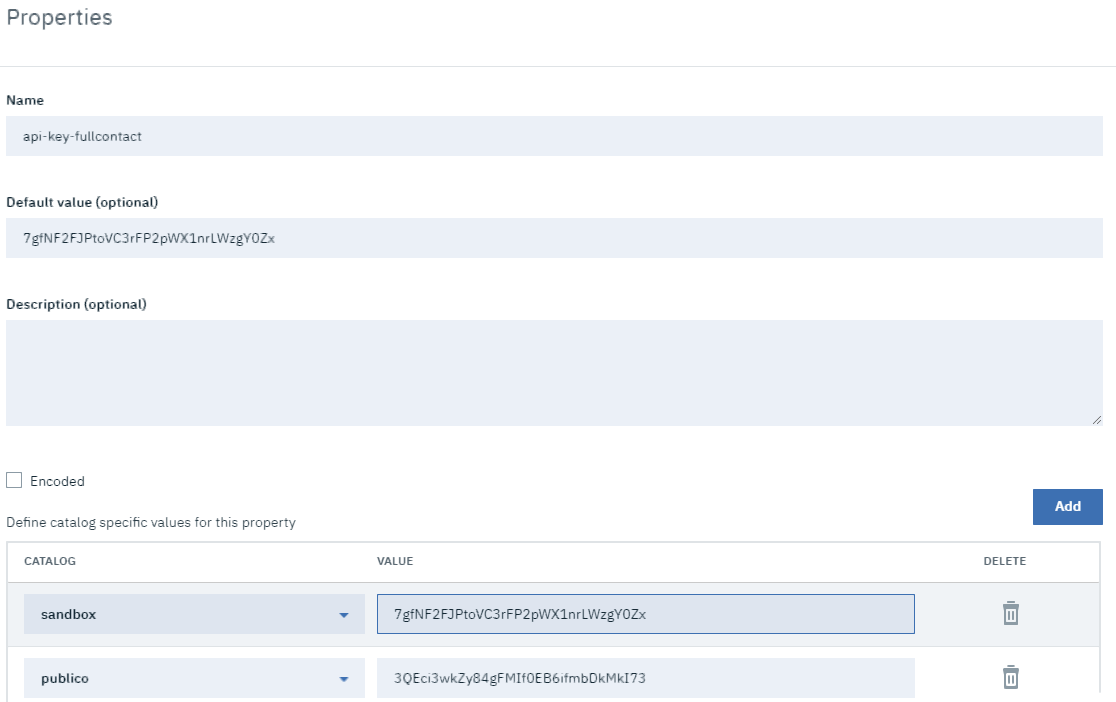 Properties
Name
api-key-fullcontact
Default value (optional)
7gfNF2FJPtoVC3rFP2pWX1nrLWzgY0Zx
Description (optional)
Encoded
Add
Define catalog specific values for this property
CATALOG VALUE DELETE
sandbox 7gfNF2FJPtoVC3rFP2pWX1nrLWzgY0Zx
publico 3QEci3wkZy84gFMIf0EB6ifmbDkMkI73